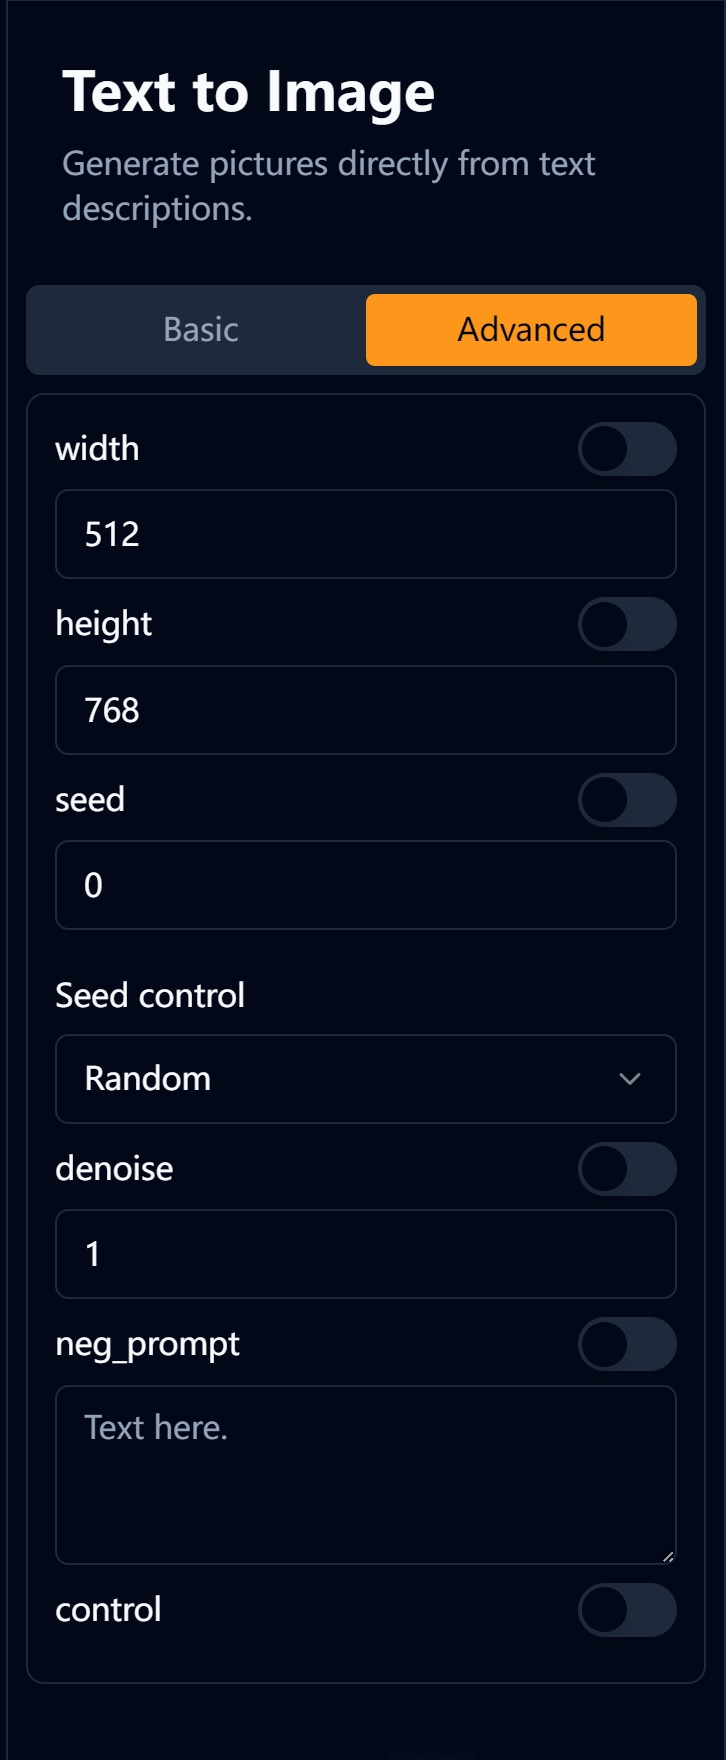 Text to Image
Generate pictures directly from text
descriptions.
Basic
Advanced
width
512
height
768
seed
0
Seed control
Random
denoise
1
neg_prompt
Text here.
control